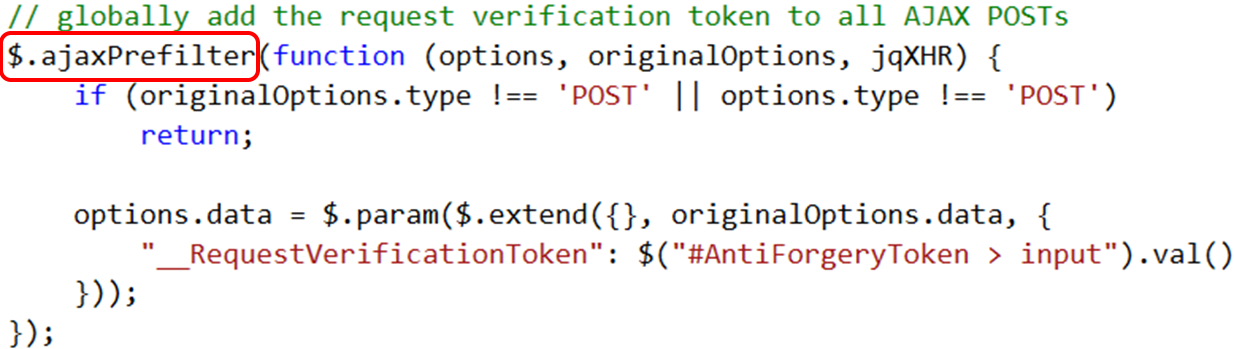 // globally add the request verification token to all AJAX POSTs
$.ajaxPrefilter(function (options, originalOptions, jqXHR) {
    if (originalOptions.type !== 'POST' || options.type !== 'POST')
        return;

    options.data = $.param($.extend({}, originalOptions.data, {
        "__RequestVerificationToken": $("#AntiForgeryToken > input").val()
    }));
});